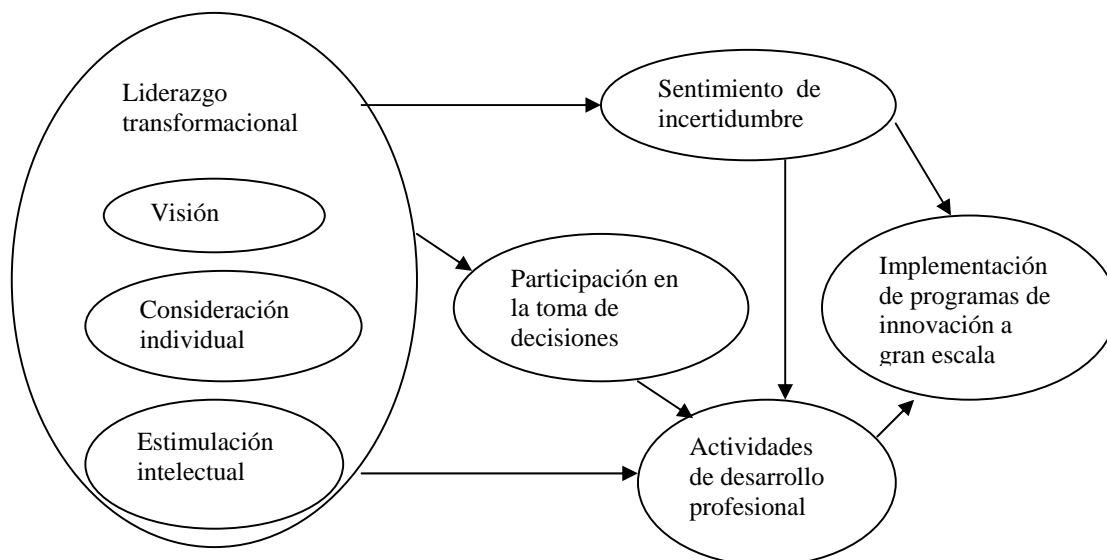 Liderazgo
transformacional
Visión
Consideración
individual
Estimulación
intelectual
Sentimiento de
incertidumbre
Participación en
la toma de
decisiones
Actividades
de desarrollo
profesional
Implementación
de programas de
innovación a
gran escala